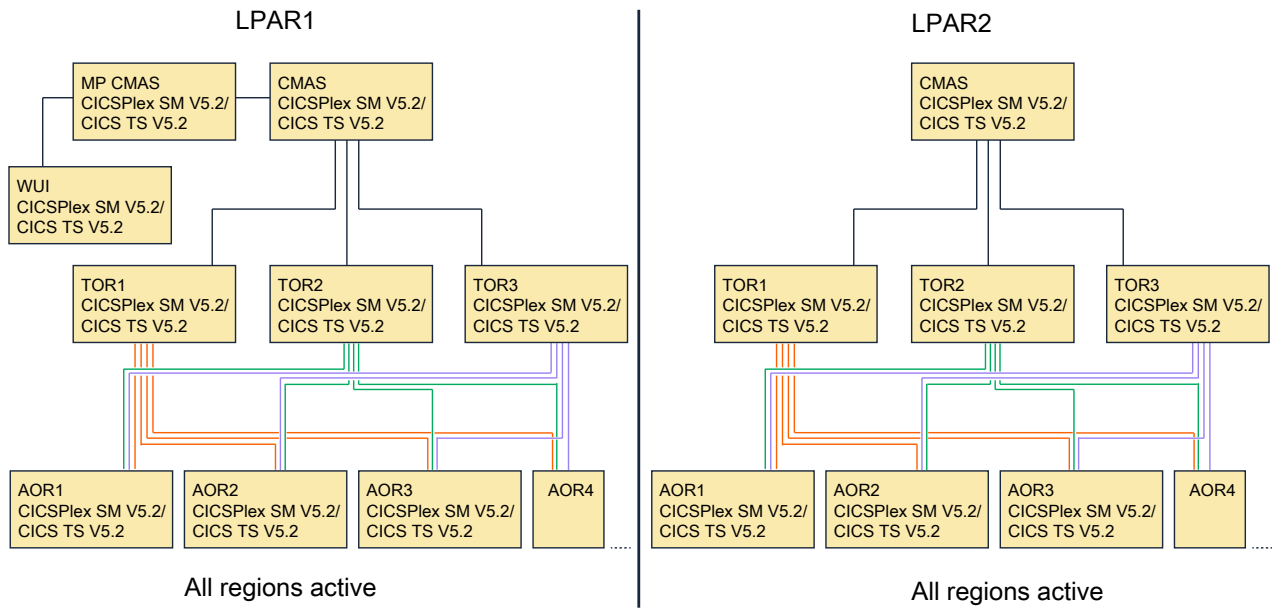 LPAR1
MP CMAS
CICSPlex SM V5.2/
CICS TS V5.2
CMAS
CICSPlex SM V5.2/
CICS TS V5.2
WUI
CICSPlex SM V5.2/
CICS TS V5.2
TOR1
CICSPlex SM V5.2/
CICS TS V5.2
TOR2
CICSPlex SM V5.2/
CICS TS V5.2
TOR3
CICSPlex SM V5.2/
CICS TS V5.2
AOR1
CICSPlex SM V5.2/
CICS TS V5.2
AOR2
CICSPlex SM V5.2/
CICS TS V5.2
AOR3
CICSPlex SM V5.2/
CICS TS V5.2
AOR4
All regions active
LPAR2
CMAS
CICSPlex SM V5.2/
CICS TS V5.2
TOR1
CICSPlex SM V5.2/
CICS TS V5.2
TOR2
CICSPlex SM V5.2/
CICS TS V5.2
TOR3
CICSPlex SM V5.2/
CICS TS V5.2
AOR1
CICSPlex SM V5.2/
CICS TS V5.2
AOR2
CICSPlex SM V5.2/
CICS TS V5.2
AOR3
CICSPlex SM V5.2/
CICS TS V5.2
AOR4
All regions active